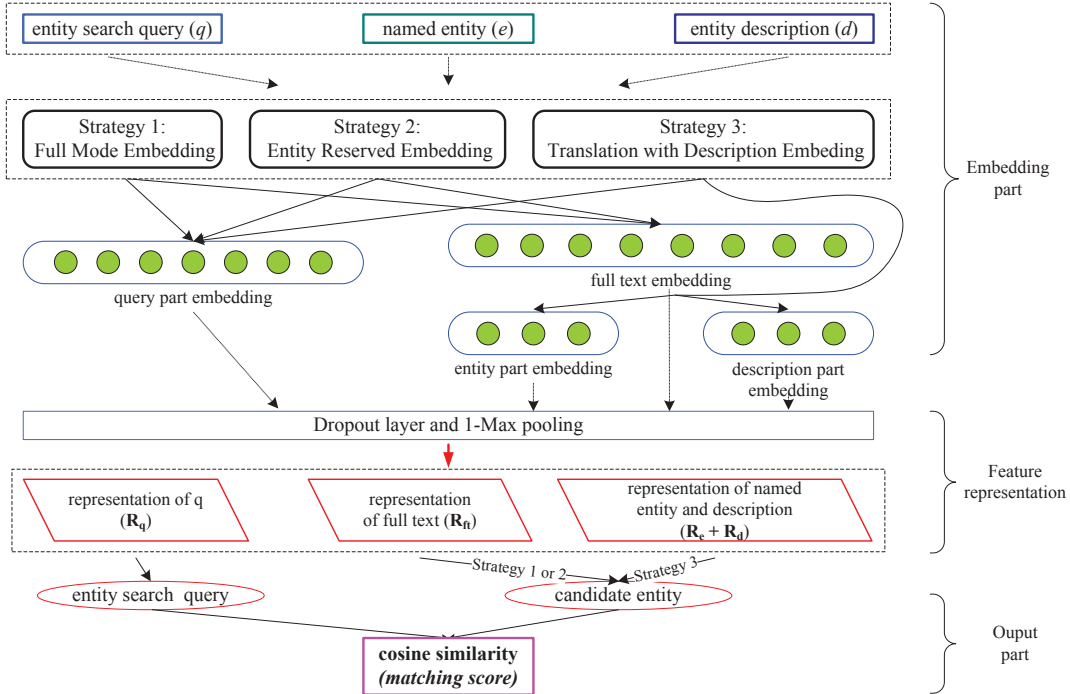 entity search query (q)
named entity (e)
entity description (d)
Strategy 1:
Full Mode Embedding
Strategy 2:
Entity Reserved Embedding
Strategy 3:
Translation with Description Embeding
Embedding
part
query part embedding
full text embedding
entity part embedding
description part
embedding
Dropout layer and 1-Max pooling
representation of q
(Rq)
representation
of full text (Rft)
representation of named
entity and description
(Re + Rd)
Feature
representation
Strategy 1 or 2
Strategy 3
entity search query
candidate entity
cosine similarity
(matching score)
Ouput
part